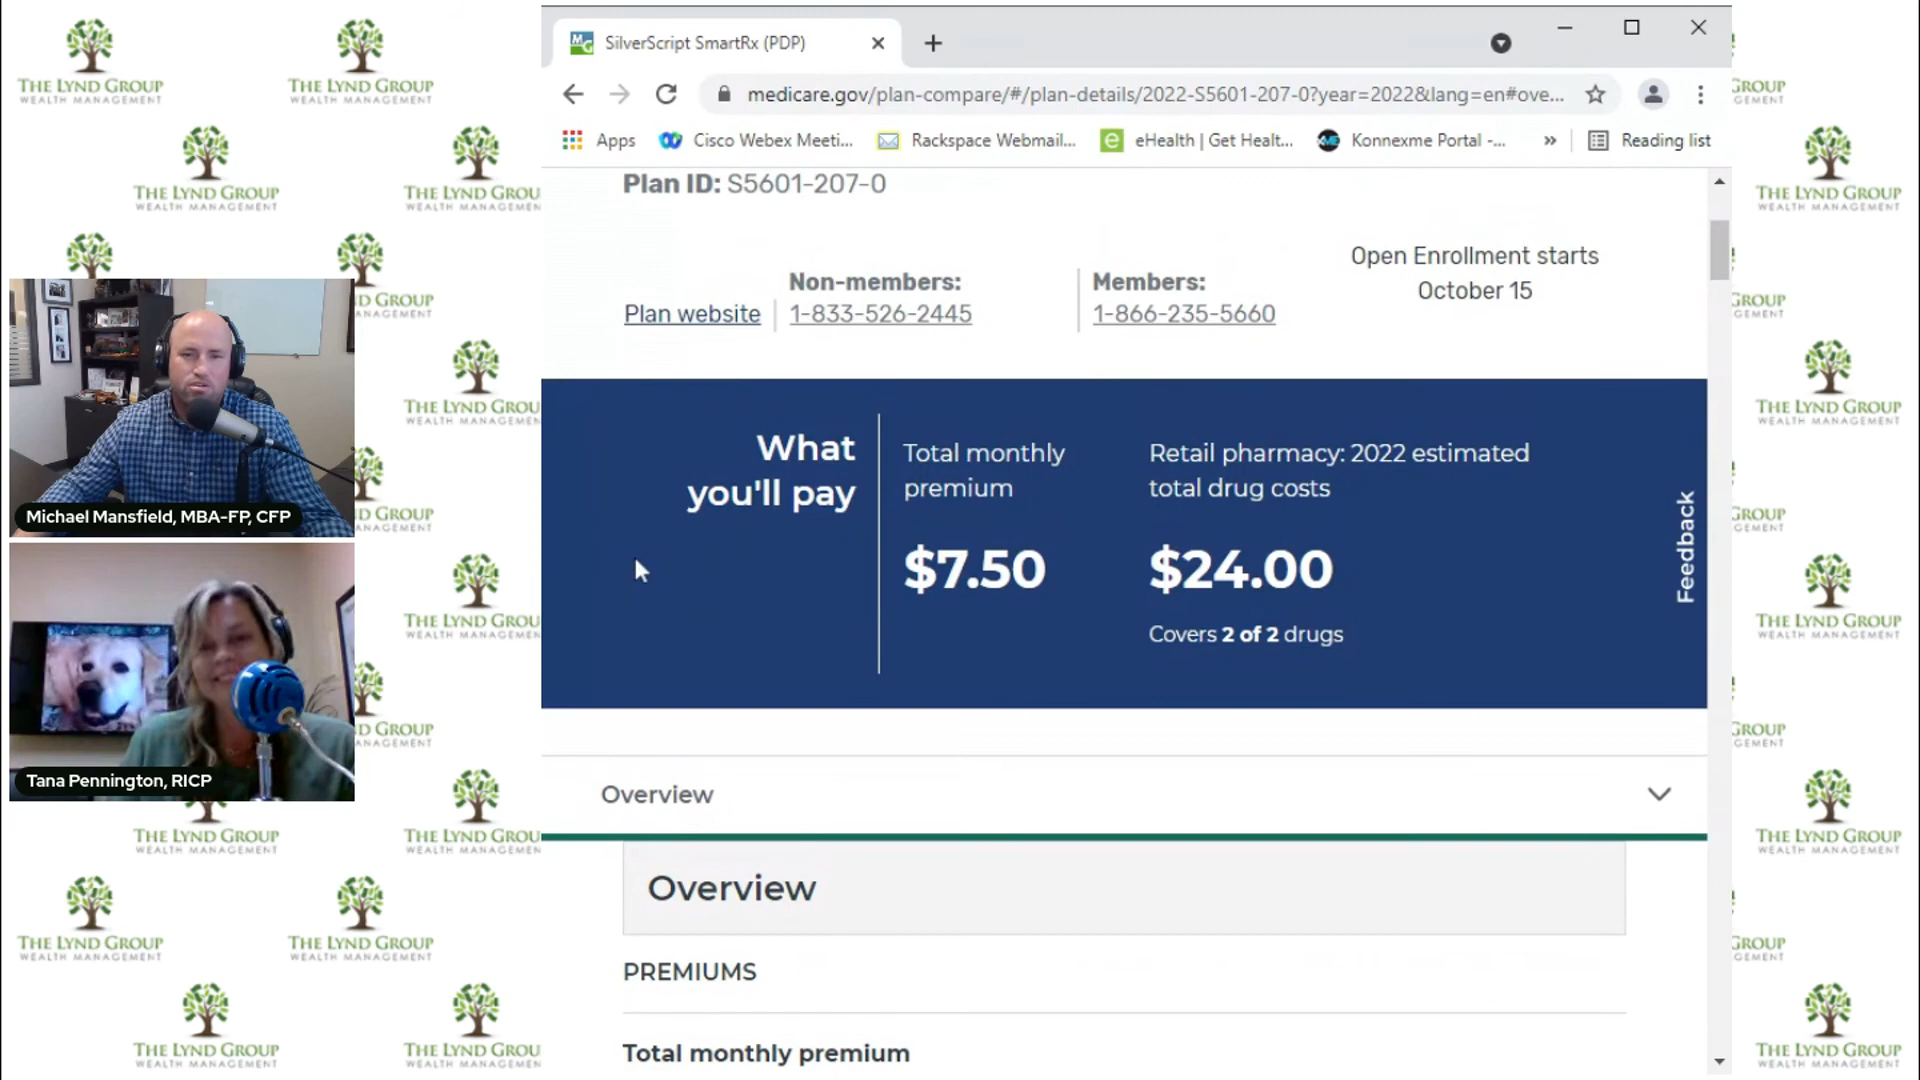 THE LYND GROUP
WEALTH MANAGEMENT
Michael Mansfield, MBA-FP, CFP
Tana Pennington, RICP
SilverScript SmartRx (PDP)
medicare.gov/plan-compare/#/plan-details/2022-S5601-207-0?year=2022&lang=en#ove...
Apps
Cisco Webex Meeti...
Rackspace Webmail...
eHealth | Get Healt...
Konnexme Portal -...
»
Reading list
Plan ID: S5601-207-0
Open Enrollment starts
October 15
Non-members:
Members:
Plan website
1-833-526-2445
1-866-235-5660
What
you'll pay
Total monthly
premium
$7.50
Retail pharmacy: 2022 estimated
total drug costs
$24.00
Covers 2 of 2 drugs
Feedback
Overview
Overview
PREMIUMS
Total monthly premium